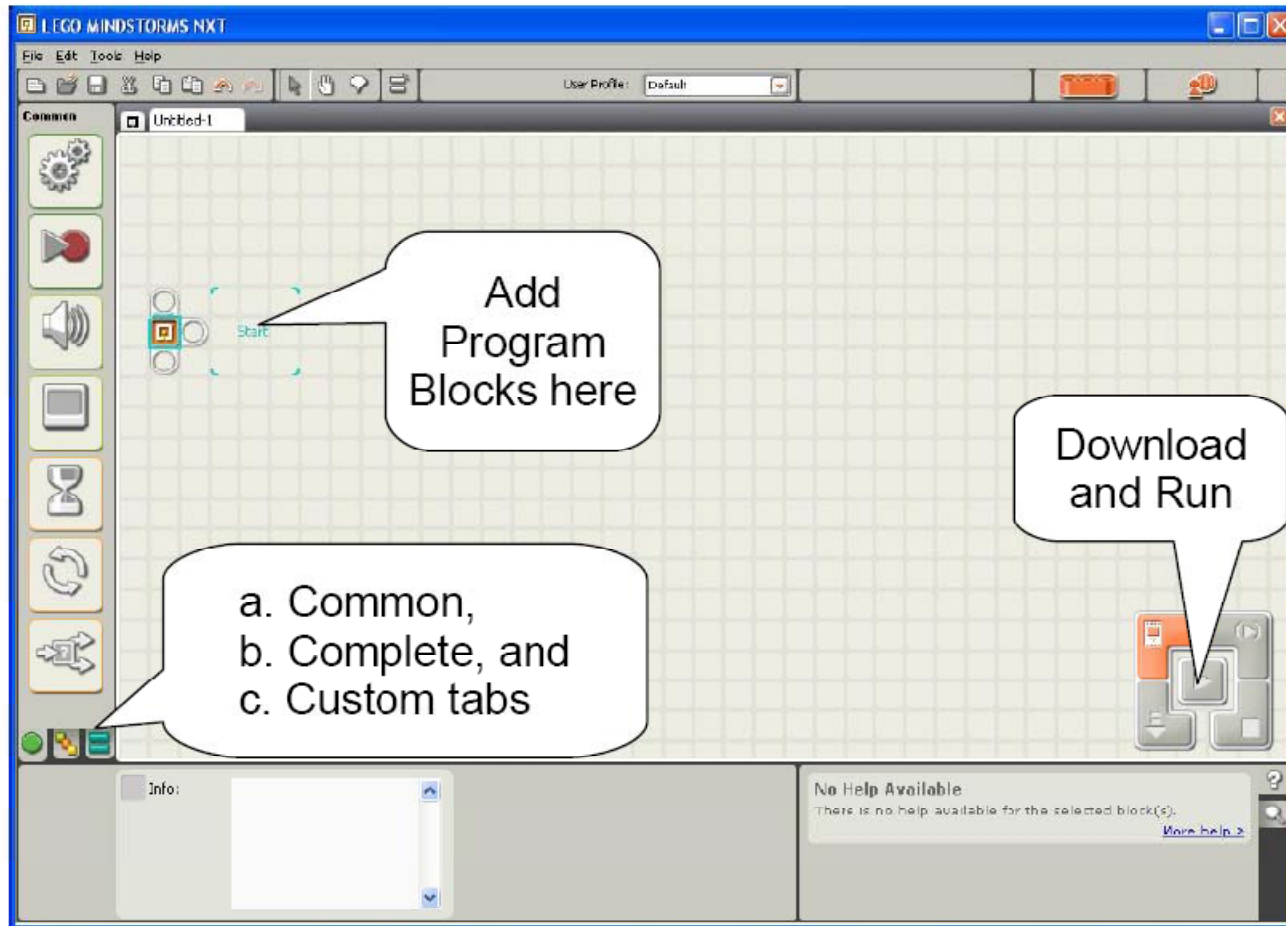 LEGO MINDSTORMS NXT
File Edit Tools Help
User Profile: Default
Common
Untitled-1
Start
Add
Program
Blocks here
Download
and Run
a. Common,
b. Complete, and
c. Custom tabs
Info:
No Help Available
There is no help available for the selected block(s).
More help »